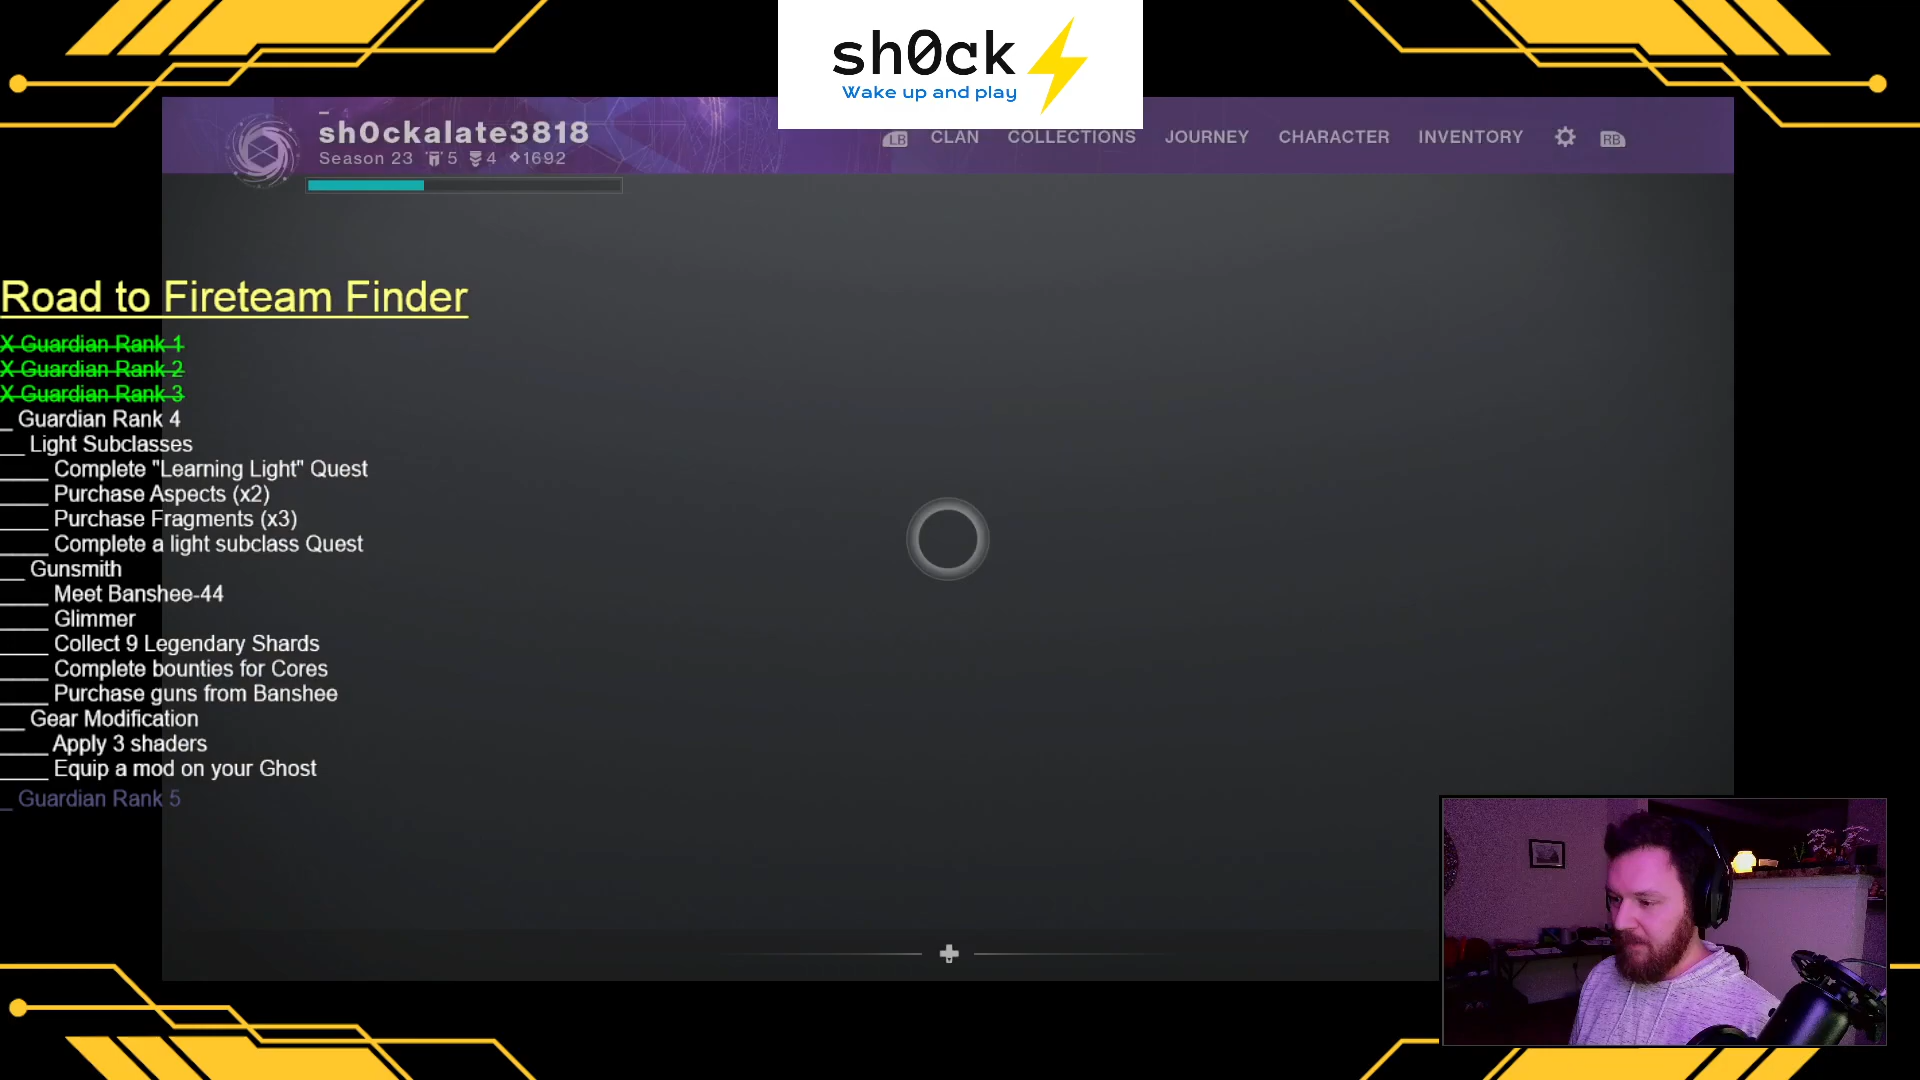 sh0ck
Wake up and play
sh0ckalate3818
Season 23 5 4 1692
LB CLAN COLLECTIONS JOURNEY CHARACTER INVENTORY RB
Road to Fireteam Finder
X Guardian Rank 1
X Guardian Rank 2
X Guardian Rank 3
_ Guardian Rank 4
__ Light Subclasses
____ Complete "Learning Light" Quest
____ Purchase Aspects (x2)
____ Purchase Fragments (x3)
____ Complete a light subclass Quest
__ Gunsmith
____ Meet Banshee-44
____ Glimmer
____ Collect 9 Legendary Shards
____ Complete bounties for Cores
____ Purchase guns from Banshee
__ Gear Modification
____ Apply 3 shaders
____ Equip a mod on your Ghost
_ Guardian Rank 5